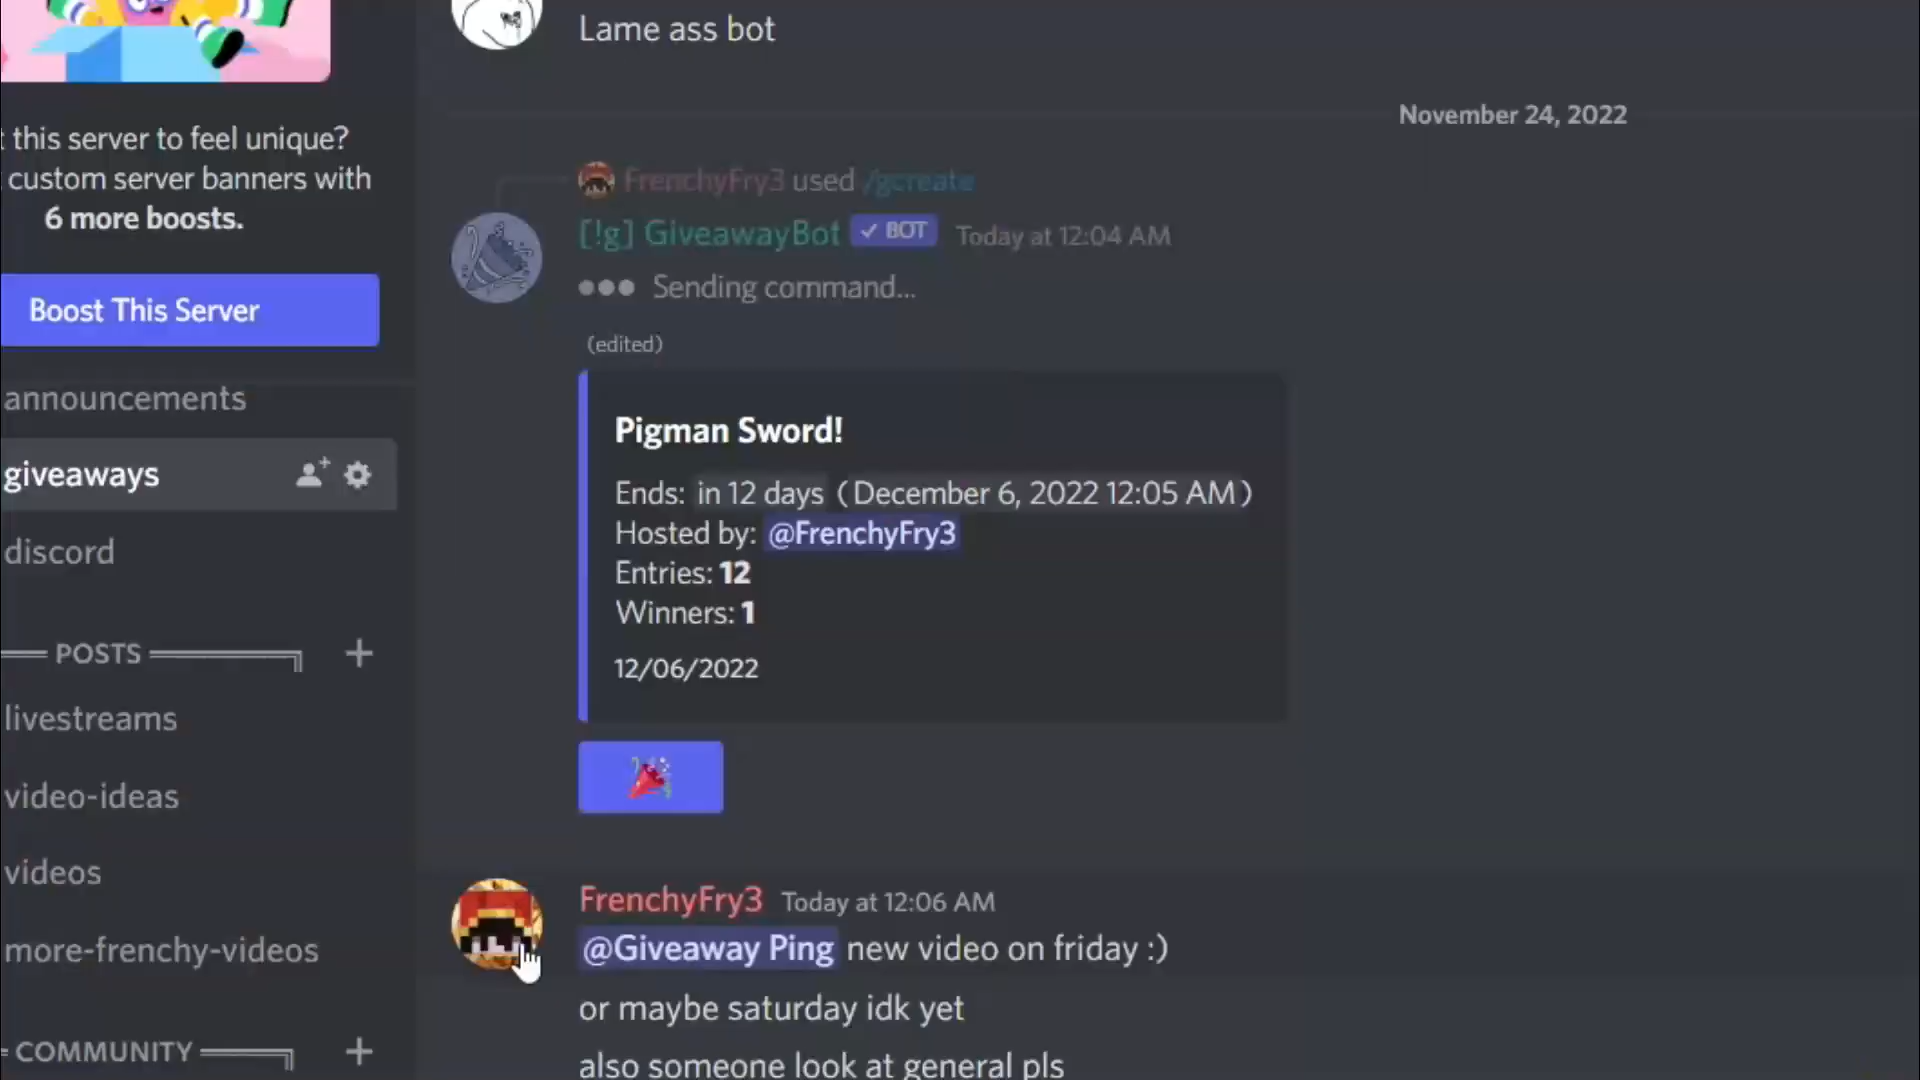 t this server to feel unique?
custom server banners with
6 more boosts.
Boost This Server
announcements
giveaways
discord
POSTS
livestreams
video-ideas
videos
more-frenchy-videos
COMMUNITY
Lame ass bot
November 24, 2022
FrenchyFry3 used /gcreate
[!g] GiveawayBot ✓ BOT Today at 12:04 AM
Sending command...
(edited)
Pigman Sword!
Ends: in 12 days (December 6, 2022 12:05 AM)
Hosted by: @FrenchyFry3
Entries: 12
Winners: 1
12/06/2022
FrenchyFry3 Today at 12:06 AM
@Giveaway Ping new video on friday :)
or maybe saturday idk yet
also someone look at general pls